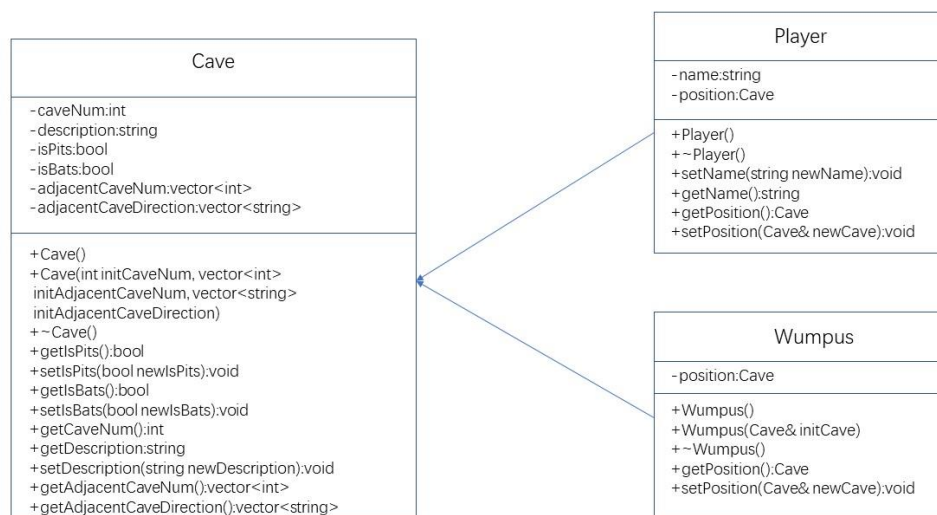 Cave
-caveNum:int
-description:string
-isPits:bool
-isBats:bool
-adjacentCaveNum:vector<int>
-adjacentCaveDirection:vector<string>
+Cave()
+Cave(int initCaveNum, vector<int>
initAdjacentCaveNum, vector<string>
initAdjacentCaveDirection)
+~Cave()
+getIsPits():bool
+setIsPits(bool newIsPits):void
+getIsBats():bool
+setIsBats(bool newIsBats):void
+getCaveNum():int
+getDescription:string
+setDescription(string newDescription):void
+getAdjacentCaveNum():vector<int>
+getAdjacentCaveDirection():vector<string>
Player
-name:string
-position:Cave
+Player()
+~Player()
+setName(string newName):void
+getName():string
+getPosition():Cave
+setPosition(Cave& newCave):void
Wumpus
-position:Cave
+Wumpus()
+Wumpus(Cave& initCave)
+~Wumpus()
+getPosition():Cave
+setPosition(Cave& newCave):void